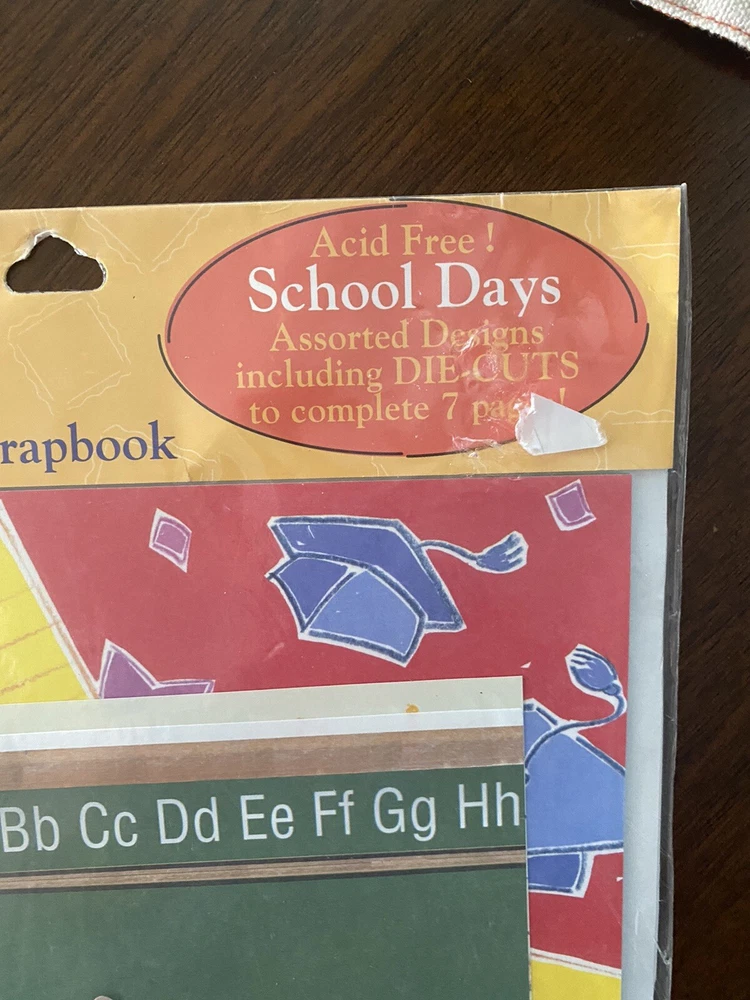 Acid Free !
School Days
Assorted Designs
including DIE-CUTS
to complete 7
rapbook
Bb Cc Dd Ee Ff Gg Hh